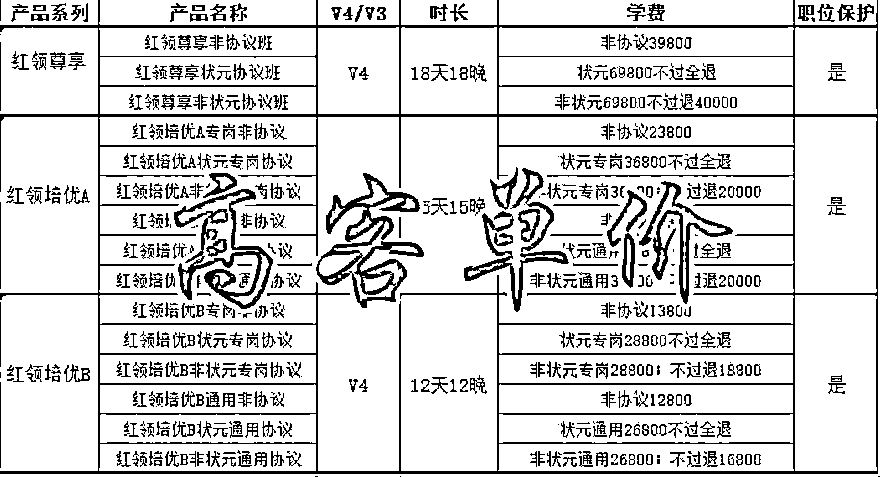 产品系列 产品名称 V4/V3 时长 学费 职位保护
红领尊享 V4 18天18晚 是
红领尊享非协议班 非协议39800
红领尊享状元协议班 状元69800不过全退
红领尊享非状元协议班 非状元69800不过退40000
红领培优A 是
红领培优A专岗非协议 非协议23800
红领培优A状元专岗协议 状元专岗36800不过全退
红领培优A非 岗协议 状元专岗36 过退20000
天15晚
红领 非协议
红领培优A 协议 状元通用 过全退
红领培优 通用协议 非状元通用3 过退20000
高客单价
红领培优B V4 12天12晚 是
红领培优B专岗非协议 非协议13800
红领培优B状元专岗协议 状元专岗28800不过全退
红领培优B非状元专岗协议 非状元专岗28800；不过退18800
红领培优B通用非协议 非协议12800
红领培优B状元通用协议 状元通用26800不过全退
红领培优B非状元通用协议 非状元通用26800；不过退16800